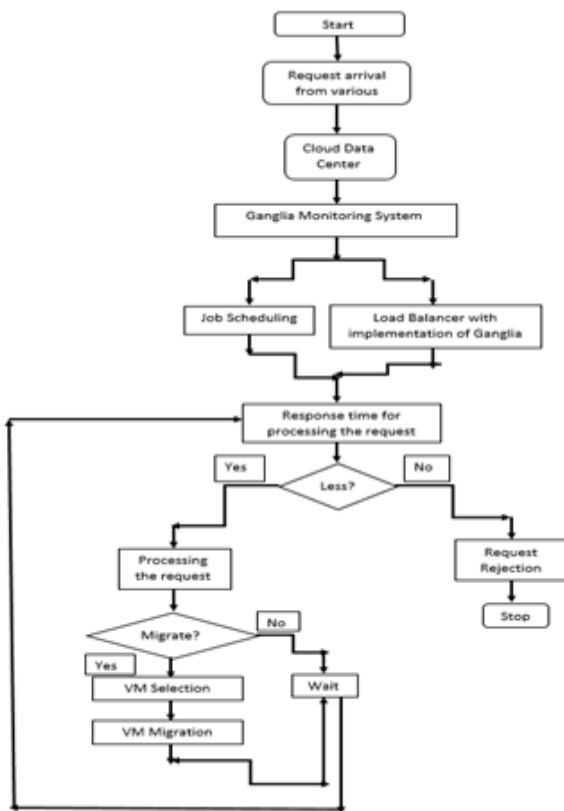 Start
Request arrival
from various
Cloud Data
Center
Ganglia Monitoring System
Job Scheduling
Load Balancer with
implementation of Ganglia
Response time for
processing the request
Yes
No
Less?
Processing
the request
Request
Rejection
Stop
Migrate?
No
Yes
VM Selection
Wait
VM Migration